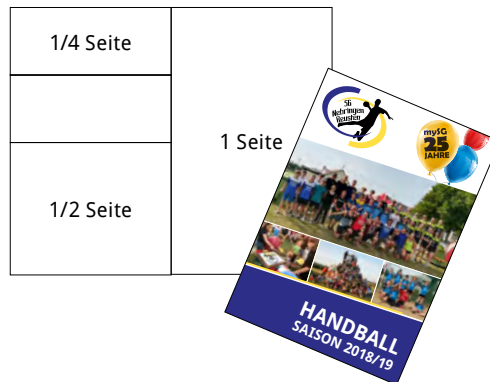 1/4 Seite
1 Seite
1/2 Seite
SG
Nebringen
Reusten
mySG
25
JAHRE
HANDBALL
SAISON 2018/19